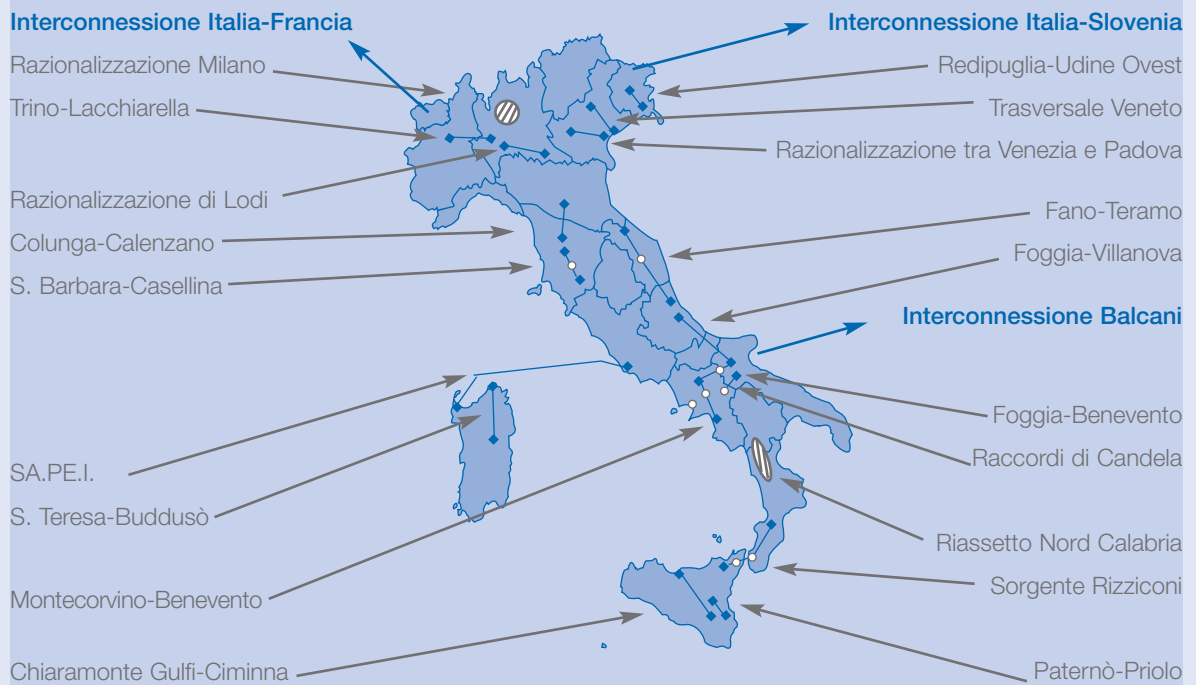 Interconnessione Italia-Francia
Razionalizzazione Milano
Trino-Lacchiarella
Razionalizzazione di Lodi
Colunga-Calenzano
S. Barbara-Casellina
SA.PE.I.
S. Teresa-Buddusò
Montecorvino-Benevento
Chiaramonte Gulfi-Ciminna
Interconnessione Italia-Slovenia
Redipuglia-Udine Ovest
Trasversale Veneto
Razionalizzazione tra Venezia e Padova
Fano-Teramo
Foggia-Villanova
Interconnessione Balcani
Foggia-Benevento
Raccordi di Candela
Riassetto Nord Calabria
Sorgente Rizziconi
Paternò-Priolo